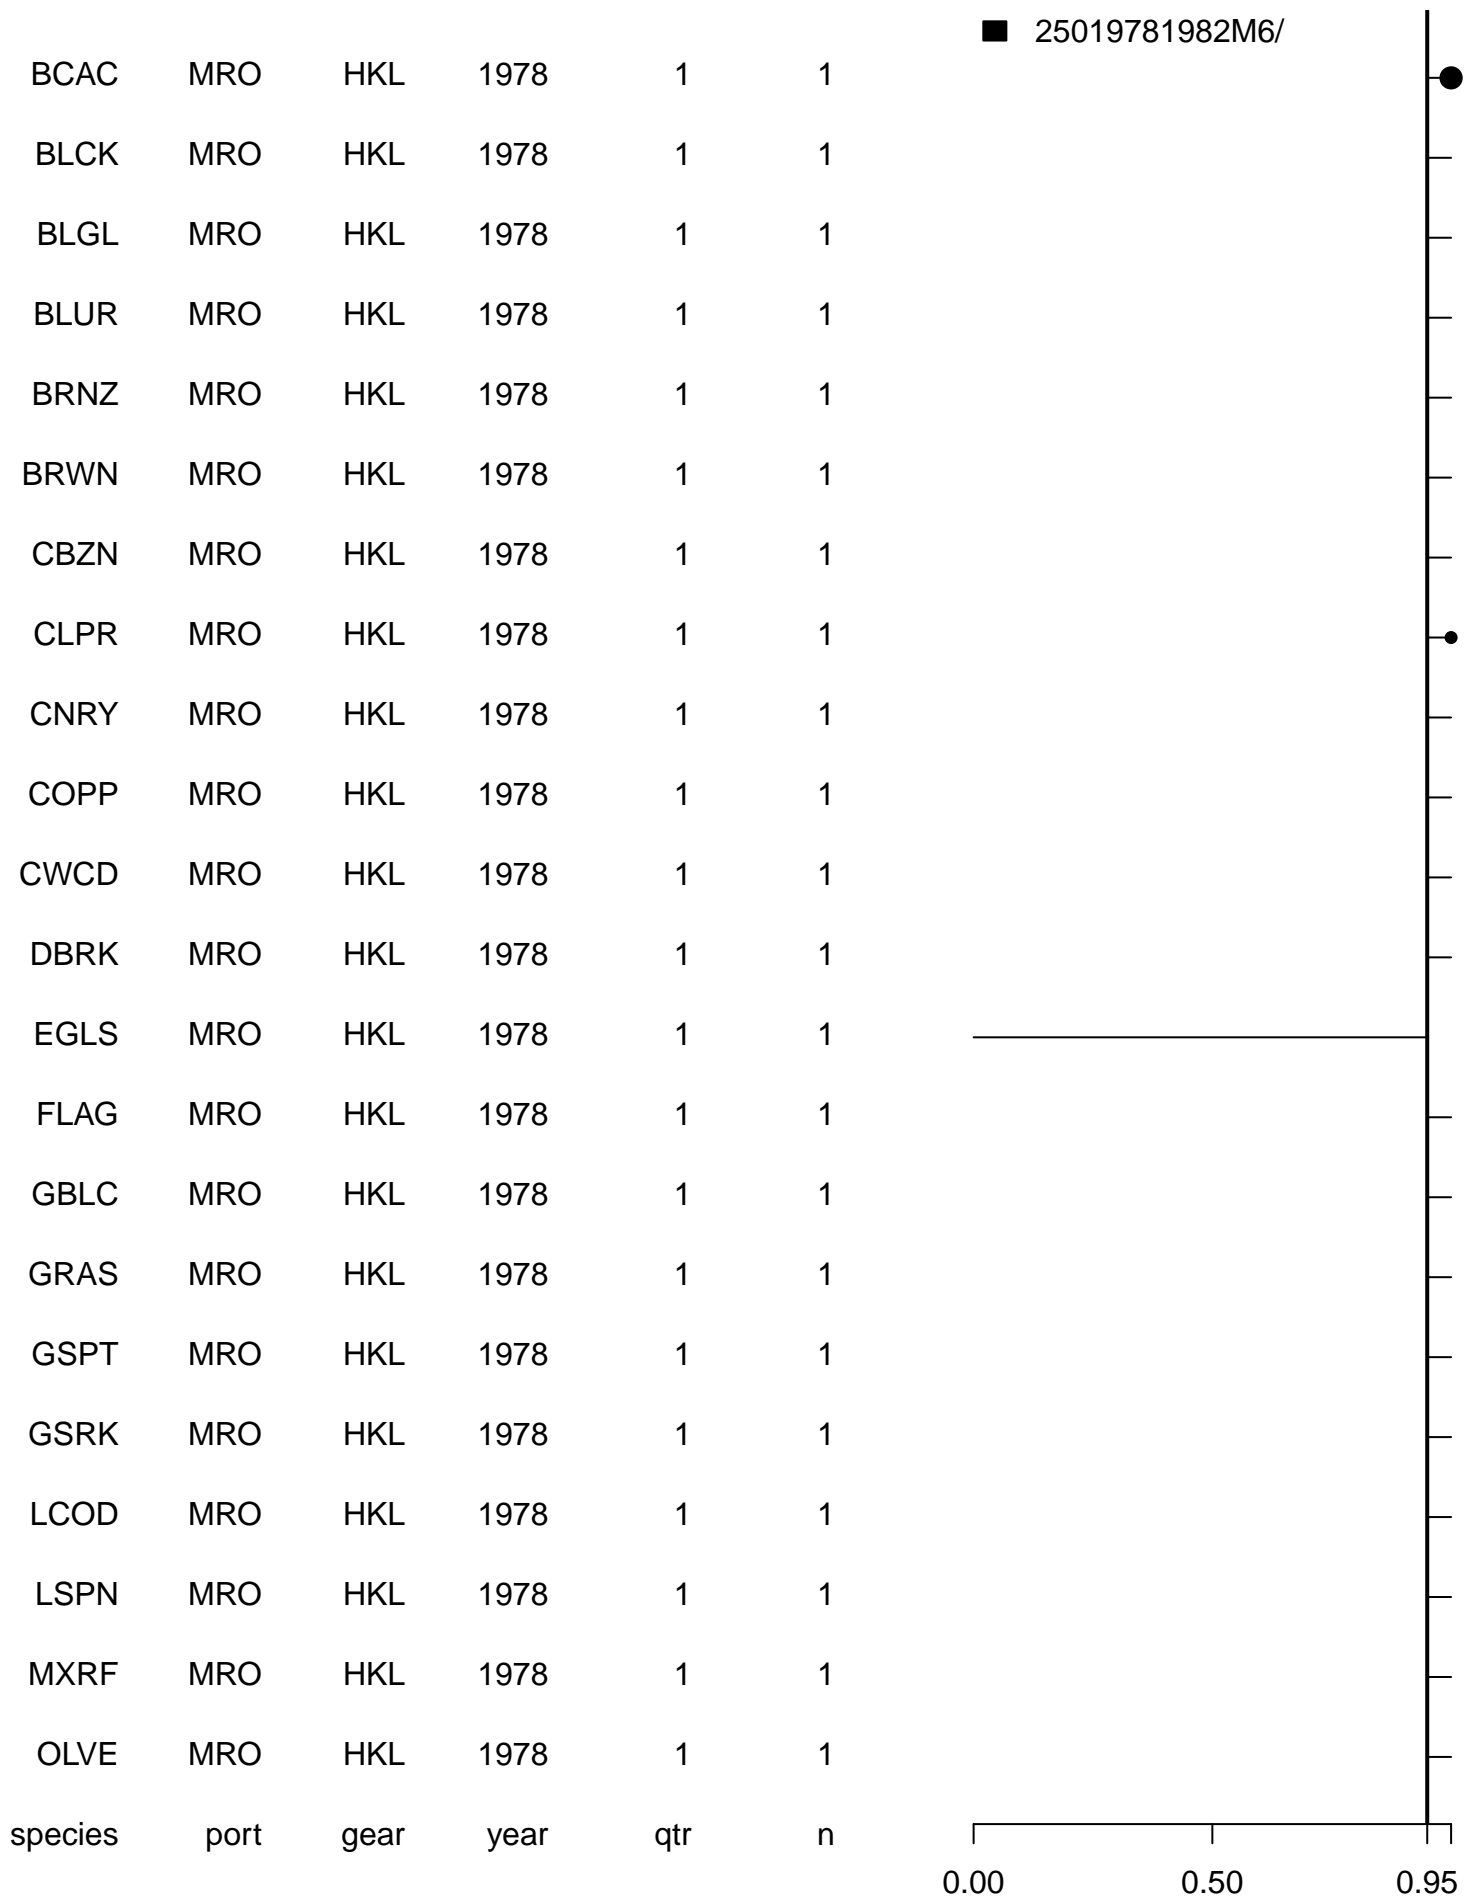 25019781982M6/
BCAC MRO HKL 1978 1 1
BLCK MRO HKL 1978 1 1
BLGL MRO HKL 1978 1 1
BLUR MRO HKL 1978 1 1
BRNZ MRO HKL 1978 1 1
BRWN MRO HKL 1978 1 1
CBZN MRO HKL 1978 1 1
CLPR MRO HKL 1978 1 1
CNRY MRO HKL 1978 1 1
COPP MRO HKL 1978 1 1
CWCD MRO HKL 1978 1 1
DBRK MRO HKL 1978 1 1
EGLS MRO HKL 1978 1 1
FLAG MRO HKL 1978 1 1
GBLC MRO HKL 1978 1 1
GRAS MRO HKL 1978 1 1
GSPT MRO HKL 1978 1 1
GSRK MRO HKL 1978 1 1
LCOD MRO HKL 1978 1 1
LSPN MRO HKL 1978 1 1
MXRF MRO HKL 1978 1 1
OLVE MRO HKL 1978 1 1
species port gear year qtr n
0.00 0.50 0.95